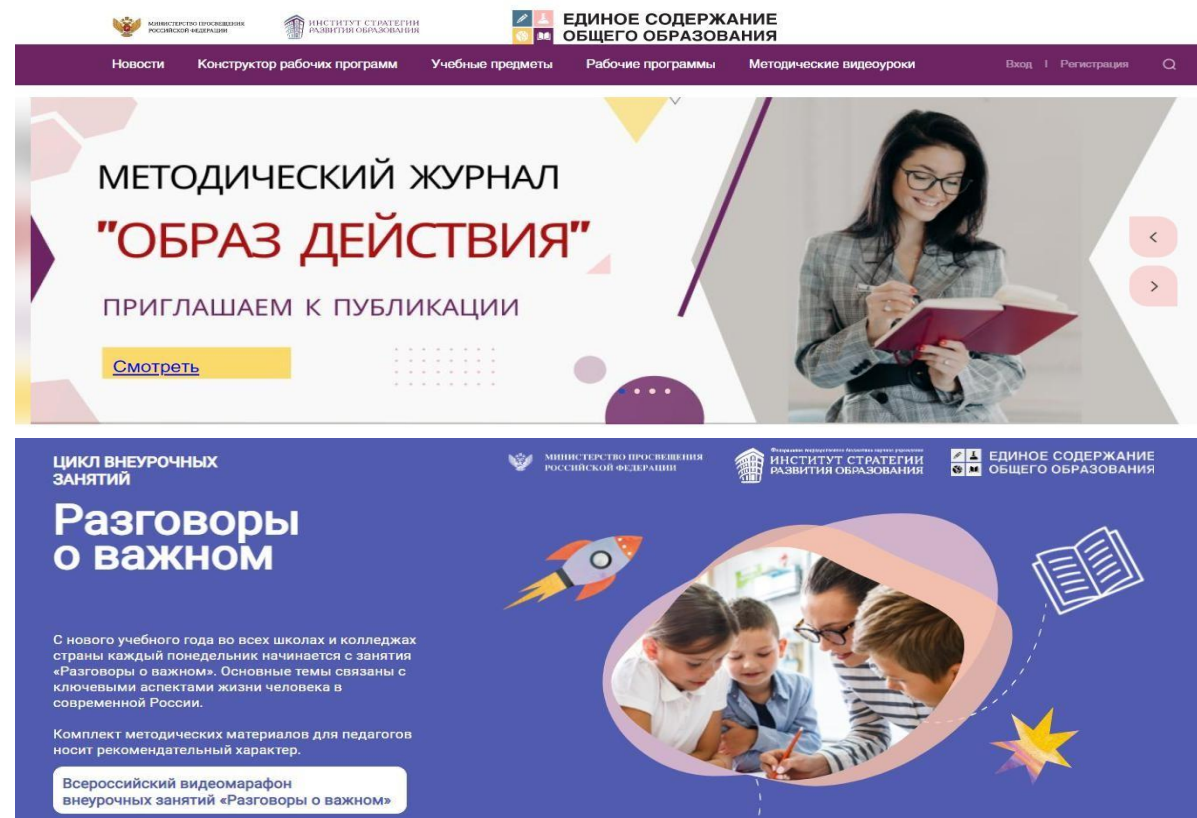 МИНИСТЕРСТВО ПРОСВЕЩЕНИЯ
РОССИЙСКОЙ ФЕДЕРАЦИИ
ИНСТИТУТ СТРАТЕГИИ
РАЗВИТИЯ ОБРАЗОВАНИЯ
ЕДИНОЕ СОДЕРЖАНИЕ
ОБЩЕГО ОБРАЗОВАНИЯ
Новости Конструктор рабочих программ Учебные предметы Рабочие программы Методические видеоуроки Вход | Регистрация
МЕТОДИЧЕСКИЙ ЖУРНАЛ
"ОБРАЗ ДЕЙСТВИЯ"
ПРИГЛАШАЕМ К ПУБЛИКАЦИИ
Смотреть
ЦИКЛ ВНЕУРОЧНЫХ
ЗАНЯТИЙ
МИНИСТЕРСТВО ПРОСВЕЩЕНИЯ
РОССИЙСКОЙ ФЕДЕРАЦИИ
ИНСТИТУТ СТРАТЕГИИ
РАЗВИТИЯ ОБРАЗОВАНИЯ
ЕДИНОЕ СОДЕРЖАНИЕ
ОБЩЕГО ОБРАЗОВАНИЯ
Разговоры
о важном
С нового учебного года во всех школах и колледжах
страны каждый понедельник начинается с занятия
«Разговоры о важном». Основные темы связаны с
ключевыми аспектами жизни человека в
современной России.
Комплект методических материалов для педагогов
носит рекомендательный характер.
Всероссийский видеомарафон
внеурочных занятий «Разговоры о важном»